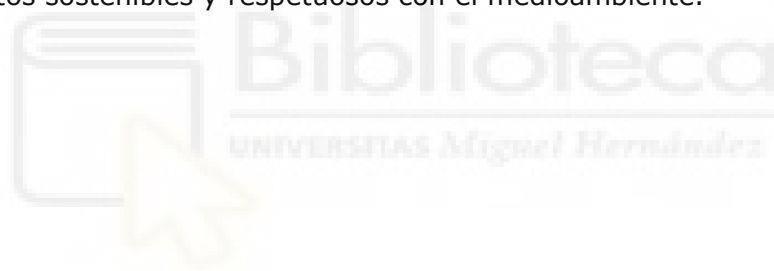 tos sostenibles y respetuosos con el medioambiente.
Biblioteca
UNIVERSITAS Miguel Hernández